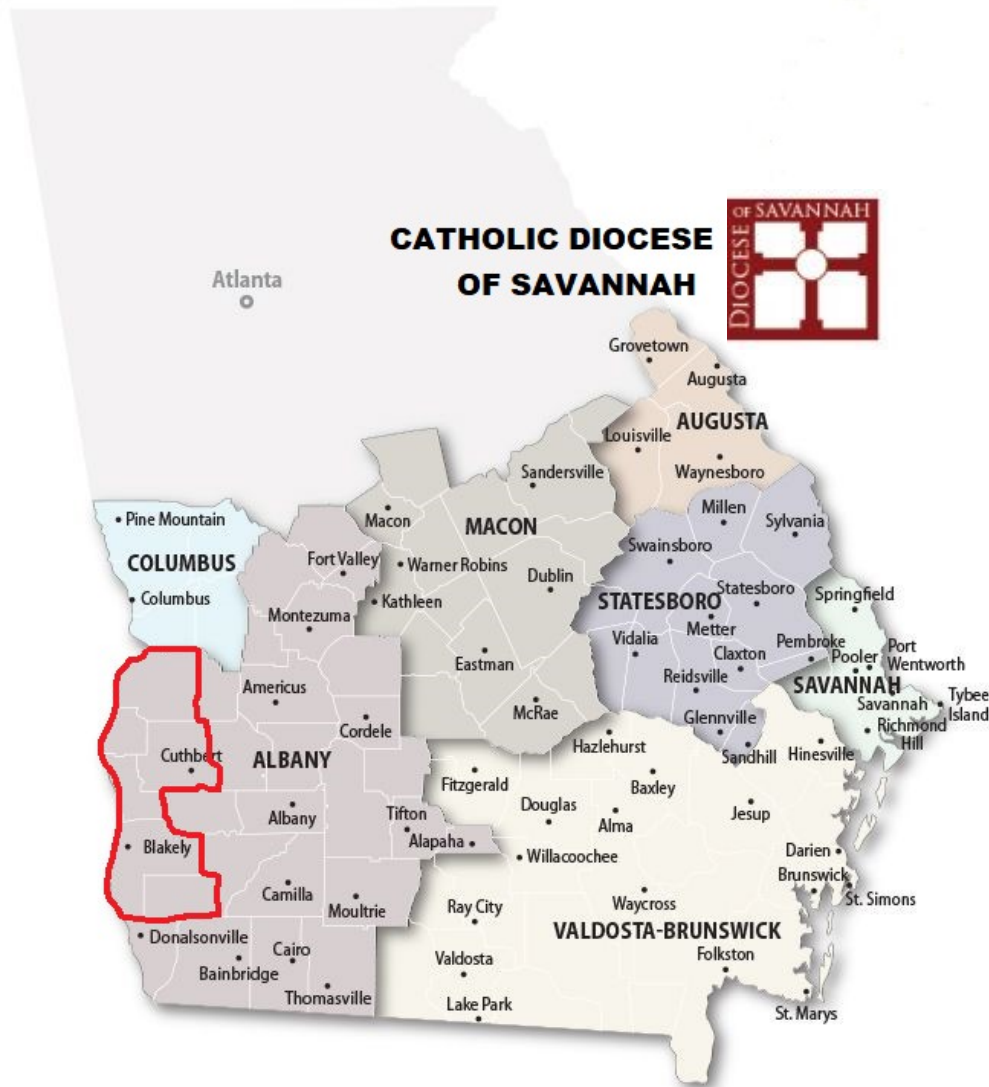 CATHOLIC DIOCESE
OF SAVANNAH
OF SAVANNAH
DIOCESE
Atlanta
Grovetown
Augusta
AUGUSTA
Louisville
Waynesboro
Sandersville
Macon
MACON
Millen
Sylvania
Pine Mountain
COLUMBUS
Columbus
Fort Valley
Warner Robins
Swainsboro
Dublin
Kathleen
Statesboro
STATESBORO
Springfield
Montezuma
Metter
Vidalia
Claxton
Pembroke
Port
Wentworth
Pooler
Eastman
Reidsville
SAVANNAH
Savannah
Tybee
Island
Americus
McRae
Glennville
Richmond
Hill
Cordele
Hazlehurst
Sandhill
Hinesville
Cuthbert
ALBANY
Fitzgerald
Baxley
Albany
Tifton
Douglas
Alma
Jesup
Alapaha
Blakely
Willacoochee
Darien
Brunswick
Camilla
Moultrie
Ray City
Waycross
St. Simons
VALDOSTA-BRUNSWICK
Donalsonville
Cairo
Bainbridge
Valdosta
Folkston
Thomasville
Lake Park
St. Marys